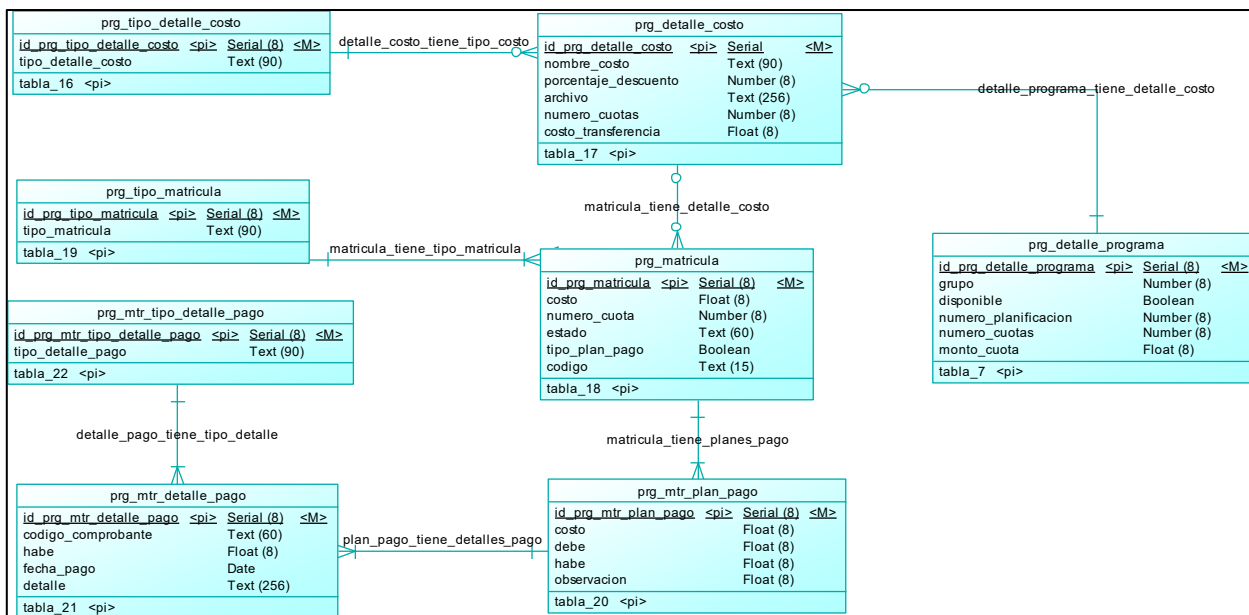 prg_tipo_detalle_costo
id_prg_tipo_detalle_costo <pi> Serial (8) <M>
tipo_detalle_costo Text (90)
tabla_16 <pi>
detalle_costo_tiene_tipo_costo
prg_detalle_costo
id_prg_detalle_costo <pi> Serial <M>
nombre_costo Text (90)
porcentaje_descuento Number (8)
archivo Text (256)
numero_cuotas Number (8)
costo_transferencia Float (8)
tabla_17 <pi>
detalle_programa_tiene_detalle_costo
prg_tipo_matricula
id_prg_tipo_matricula <pi> Serial (8) <M>
tipo_matricula Text (90)
tabla_19 <pi>
matricula_tiene_detalle_costo
matricula_tiene_tipo_matricula
prg_matricula
id_prg_matricula <pi> Serial (8) <M>
costo Float (8)
numero_cuota Number (8)
estado Text (60)
tipo_plan_pago Boolean
codigo Text (15)
tabla_18 <pi>
prg_detalle_programa
id_prg_detalle_programa <pi> Serial (8) <M>
grupo Number (8)
disponible Boolean
numero_planificacion Number (8)
numero_cuotas Number (8)
monto_cuota Float (8)
tabla_7 <pi>
prg_mtr_tipo_detalle_pago
id_prg_mtr_tipo_detalle_pago <pi> Serial (8) <M>
tipo_detalle_pago Text (90)
tabla_22 <pi>
detalle_pago_tiene_tipo_detalle
matricula_tiene_planes_pago
prg_mtr_detalle_pago
id_prg_mtr_detalle_pago <pi> Serial (8) <M>
codigo_comprobante Text (60)
habe Float (8)
fecha_pago Date
detalle Text (256)
tabla_21 <pi>
plan_pago_tiene_detalles_pago
prg_mtr_plan_pago
id_prg_mtr_plan_pago <pi> Serial (8) <M>
costo Float (8)
debe Float (8)
habe Float (8)
observacion Float (8)
tabla_20 <pi>